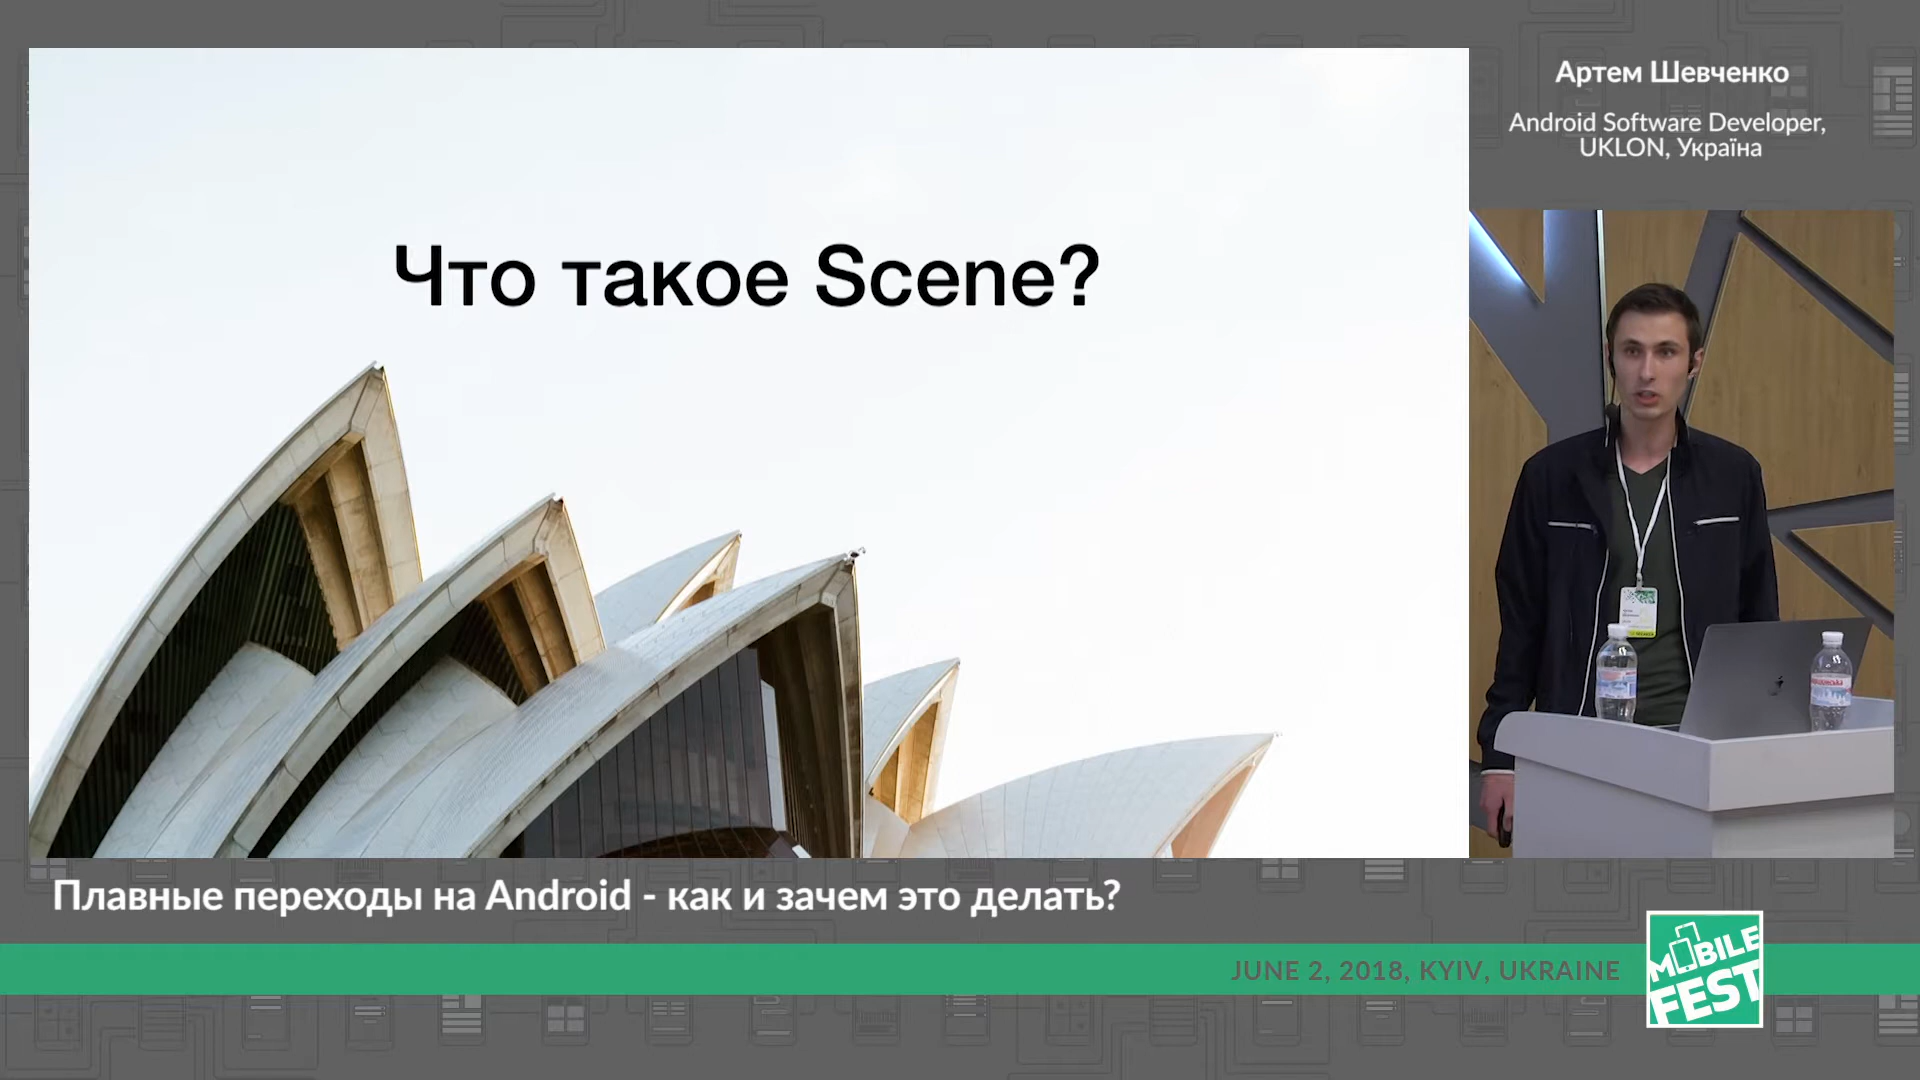 Что такое Scene?
Артем Шевченко
Android Software Developer,
UKLON, Україна
Плавные переходы на Android - как и зачем это делать?
JUNE 2, 2018, KYIV, UKRAINE
MOBILE
FEST